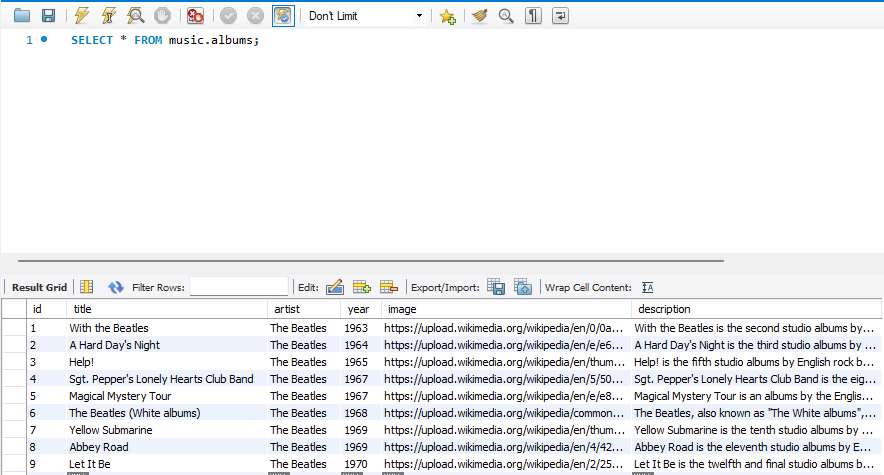 Don't Limit
1 SELECT * FROM music.albums;
Result Grid Filter Rows: Edit: Export/Import: Wrap Cell Content:
id title artist year image description
1 With the Beatles The Beatles 1963 https://upload.wikimedia.org/wikipedia/en/0/0a... With the Beatles is the second studio albums by...
2 A Hard Day's Night The Beatles 1964 https://upload.wikimedia.org/wikipedia/en/e/e6... A Hard Day's Night is the third studio albums by...
3 Help! The Beatles 1965 https://upload.wikimedia.org/wikipedia/en/thum... Help! is the fifth studio albums by English rock b...
4 Sgt. Pepper's Lonely Hearts Club Band The Beatles 1967 https://upload.wikimedia.org/wikipedia/en/5/50... Sgt. Pepper's Lonely Hearts Club Band is the eig...
5 Magical Mystery Tour The Beatles 1967 https://upload.wikimedia.org/wikipedia/en/e/e8... Magical Mystery Tour is an albums by the Englis...
6 The Beatles (White albums) The Beatles 1968 https://upload.wikimedia.org/wikipedia/common... The Beatles, also known as "The White albums",...
7 Yellow Submarine The Beatles 1969 https://upload.wikimedia.org/wikipedia/en/thum... Yellow Submarine is the tenth studio albums by ...
8 Abbey Road The Beatles 1969 https://upload.wikimedia.org/wikipedia/en/4/42... Abbey Road is the eleventh studio albums by E...
9 Let It Be The Beatles 1970 https://upload.wikimedia.org/wikipedia/en/2/25... Let It Be is the twelfth and final studio albums b...